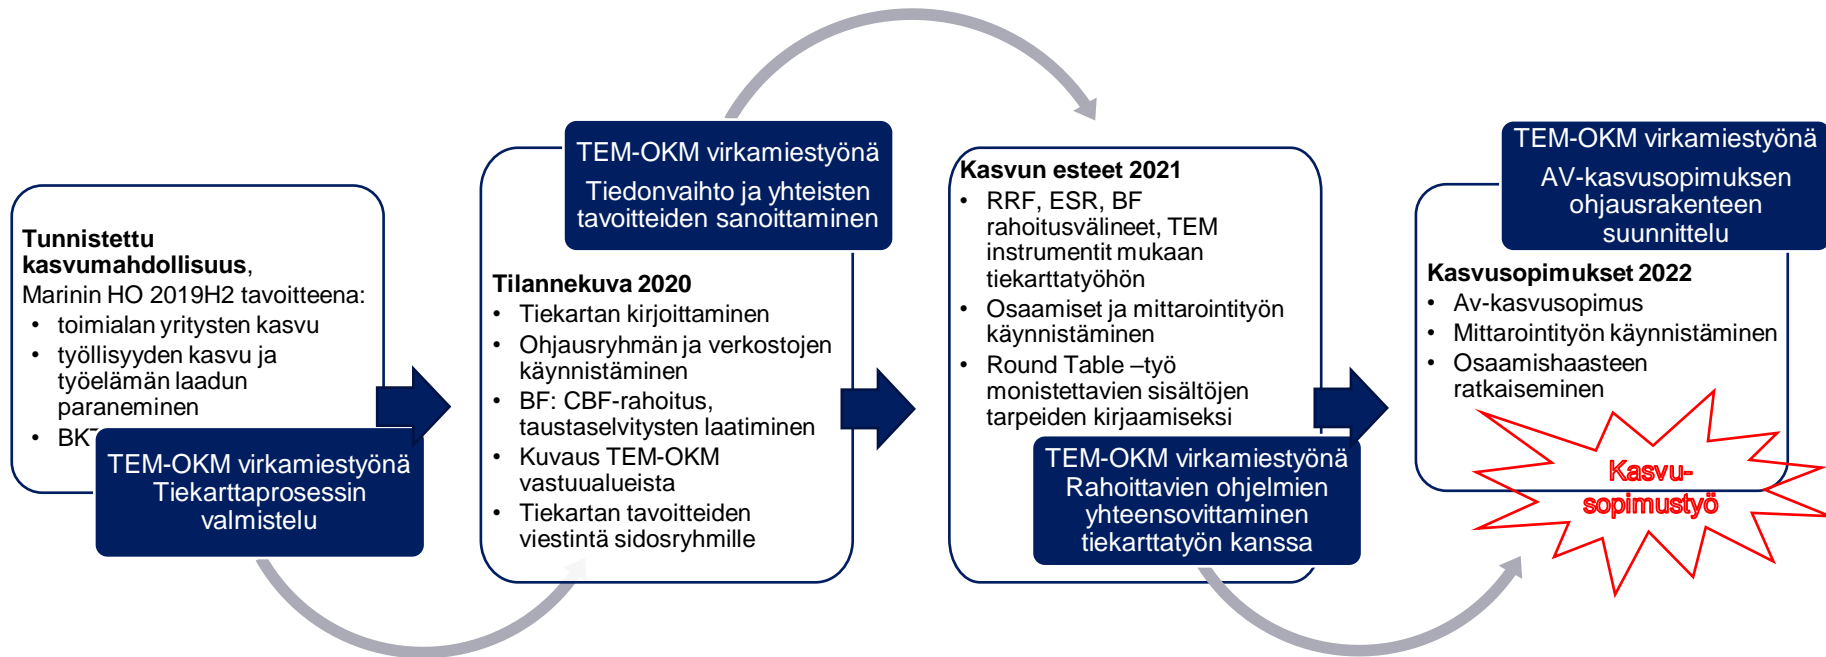 Tunnistettu
kasvumahdollisuus,
Marinin HO 2019H2 tavoitteena:
• toimialan yritysten kasvu
• työllisyyden kasvu ja
työelämän laadun
paraneminen
•
TEM-OKM virkamiestyönä
Tiekarttaprosessin
valmistelu
TEM-OKM virkamiestyönä
Tiedonvaihto ja yhteisten
tavoitteiden sanoittaminen
Tilannekuva 2020
• Tiekartan kirjoittaminen
• Ohjausryhmän ja verkostojen
käynnistäminen
• BF: CBF-rahoitus,
taustaselvitysten laatiminen
• Kuvaus TEM-OKM
vastuualueista
• Tiekartan tavoitteiden
viestintä sidosryhmille
Kasvun esteet 2021
• RRF, ESR, BF
rahoitusvälineet, TEM
instrumentit mukaan
tiekarttatyöhön
• Osaamiset ja mittarointityön
käynnistäminen
• Round Table –työ
monistettavien sisältöjen
tarpeiden kirjaamiseksi
TEM-OKM virkamiestyönä
Rahoittavien ohjelmien
yhteensovittaminen
tiekarttatyön kanssa
TEM-OKM virkamiestyönä
AV-kasvusopimuksen
ohjausrakenteen
suunnittelu
Kasvusopimukset 2022
• Av-kasvusopimus
• Mittarointityön käynnistäminen
• Osaamishaasteen
ratkaiseminen
Kasvu-
sopimustyö